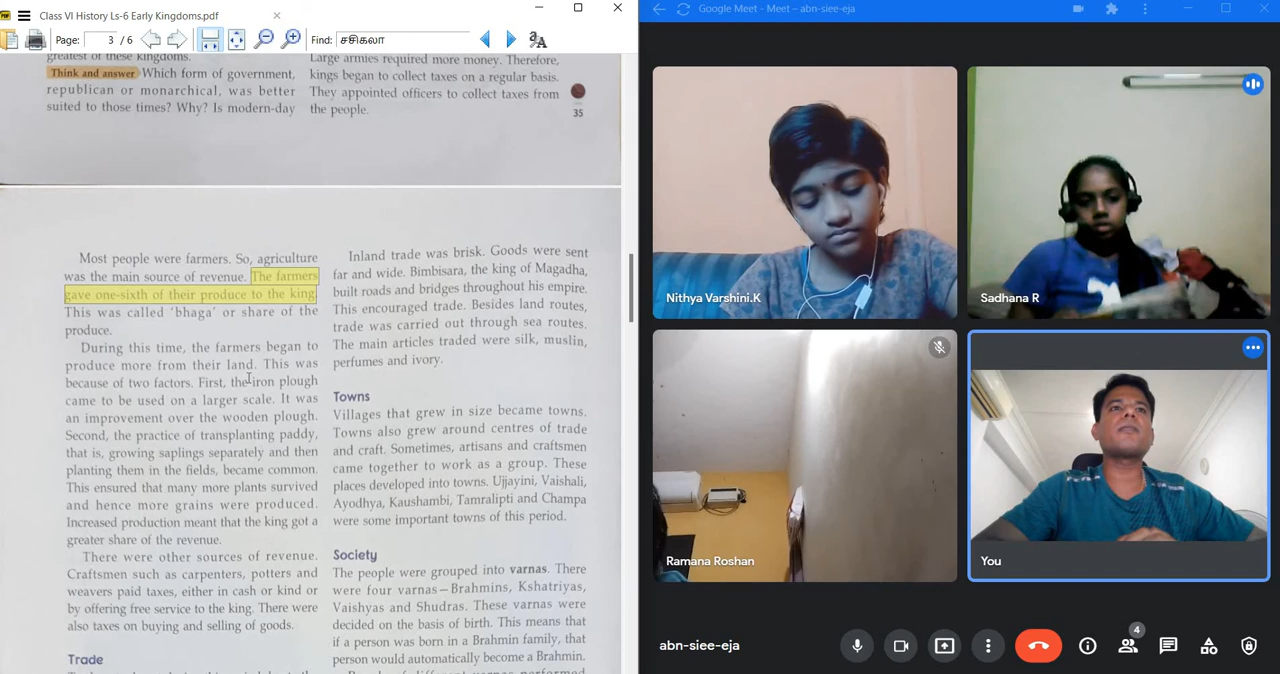 Class VI History Ls-6 Early Kingdoms.pdf
Page: 3 / 6
Find:
greatest of these kingdoms.
Think and answer Which form of government,
republican or monarchical, was better
suited to those times? Why? Is modern-day
Large armies required more money. Therefore,
kings began to collect taxes on a regular basis.
They appointed officers to collect taxes from
the people.
35
Most people were farmers. So, agriculture
was the main source of revenue. The farmers
gave one-sixth of their produce to the king.
This was called ‘bhaga’ or share of the
produce.
During this time, the farmers began to
produce more from their land. This was
because of two factors. First, the iron plough
came to be used on a larger scale. It was
an improvement over the wooden plough.
Second, the practice of transplanting paddy,
that is, growing saplings separately and then
planting them in the fields, became common.
This ensured that many more plants survived
and hence more grains were produced.
Increased production meant that the king got a
greater share of the revenue.
There were other sources of revenue.
Craftsmen such as carpenters, potters and
weavers paid taxes, either in cash or kind or
by offering free service to the king. There were
also taxes on buying and selling of goods.
Trade
Inland trade was brisk. Goods were sent
far and wide. Bimbisara, the king of Magadha,
built roads and bridges throughout his empire.
This encouraged trade. Besides land routes,
trade was carried out through sea routes.
The main articles traded were silk, muslin,
perfumes and ivory.
Towns
Villages that grew in size became towns.
Towns also grew around centres of trade
and craft. Sometimes, artisans and craftsmen
came together to work as a group. These
places developed into towns. Ujjayini, Vaishali,
Ayodhya, Kaushambi, Tamralipti and Champa
were some important towns of this period.
Society
The people were grouped into varnas. There
were four varnas—Brahmins, Kshatriyas,
Vaishyas and Shudras. These varnas were
decided on the basis of birth. This means that
if a person was born in a Brahmin family, that
person would automatically become a Brahmin.
Google Meet - Meet – abn-siee-eja
Nithya Varshini.K
Sadhana R
Ramana Roshan
You
abn-siee-eja
4